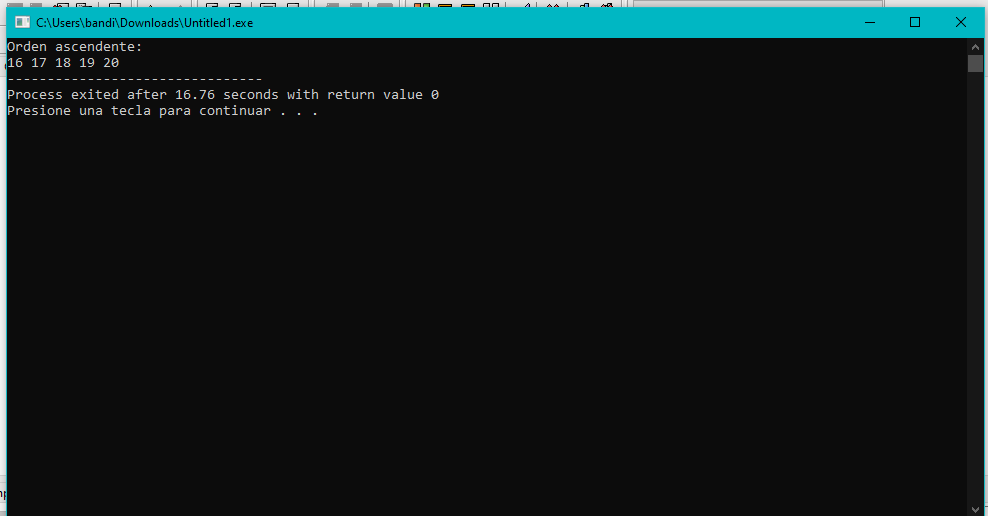 C:\Users\bandi\Downloads\Untitled1.exe
Orden ascendente:
16 17 18 19 20
--------------------------------
Process exited after 16.76 seconds with return value 0
Presione una tecla para continuar . . .